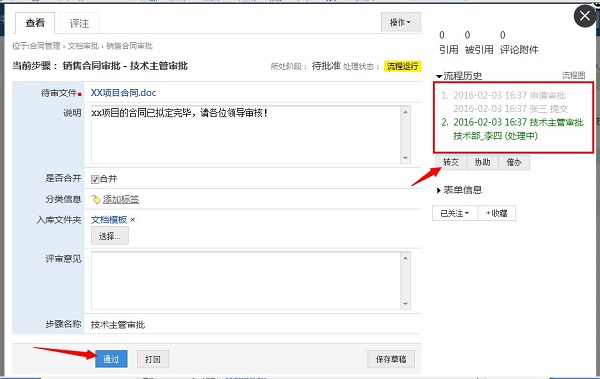 查看 评注 操作
位于:合同管理 › 文档审批 › 销售合同审批
当前步骤： 销售合同审批 - 技术主管审批 所处阶段： 待批准 处理状态： 流程运行
待审文件 XX项目合同.doc
说明 xx项目的合同已拟定完毕，请各位领导审核！
是否合并 合并
分类信息 添加标签
入库文件夹 文档模板 ×
选择...
评审意见
步骤名称 技术主管审批
通过 打回 保存草稿
0 0 0
引用 被引用 评论附件
流程历史 流程图
1. 2016-02-03 16:37 申请审批
2016-02-03 16:37 张三 提交
2. 2016-02-03 16:37 技术主管审批
技术部_李四 (处理中)
转交 协助 催办
表单信息
已关注 +收藏